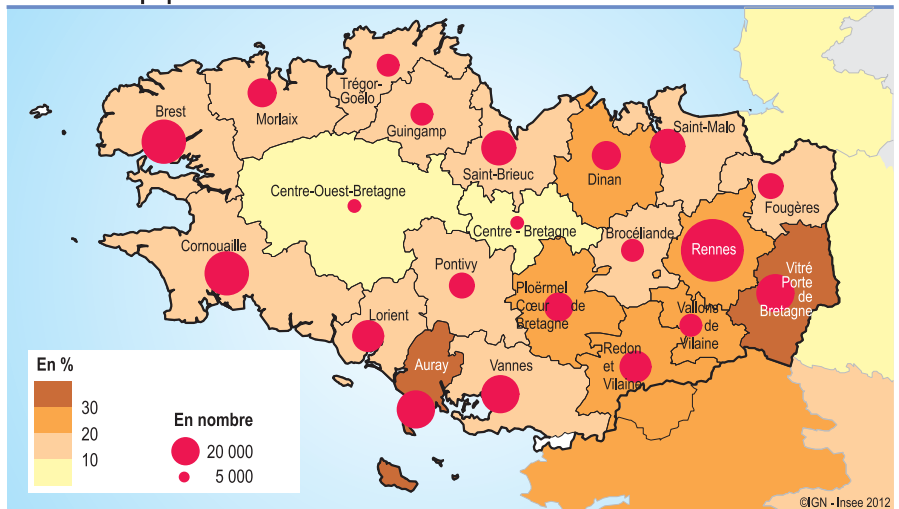 Brest
Morlaix
Trégor-
Goëlo
Guingamp
Saint-Brieuc
Saint-Malo
Dinan
Fougères
Centre-Ouest-Bretagne
Centre - Bretagne
Brocéliande
Rennes
Cornouaille
Pontivy
Ploërmel
Cœur de
Bretagne
Vitré
Porte
de
Bretagne
Vallons
de
Vilaine
Lorient
Auray
Vannes
Redon
et
Vilaine
En %
30
20
10
En nombre
20 000
5 000
©IGN - Insee 2012